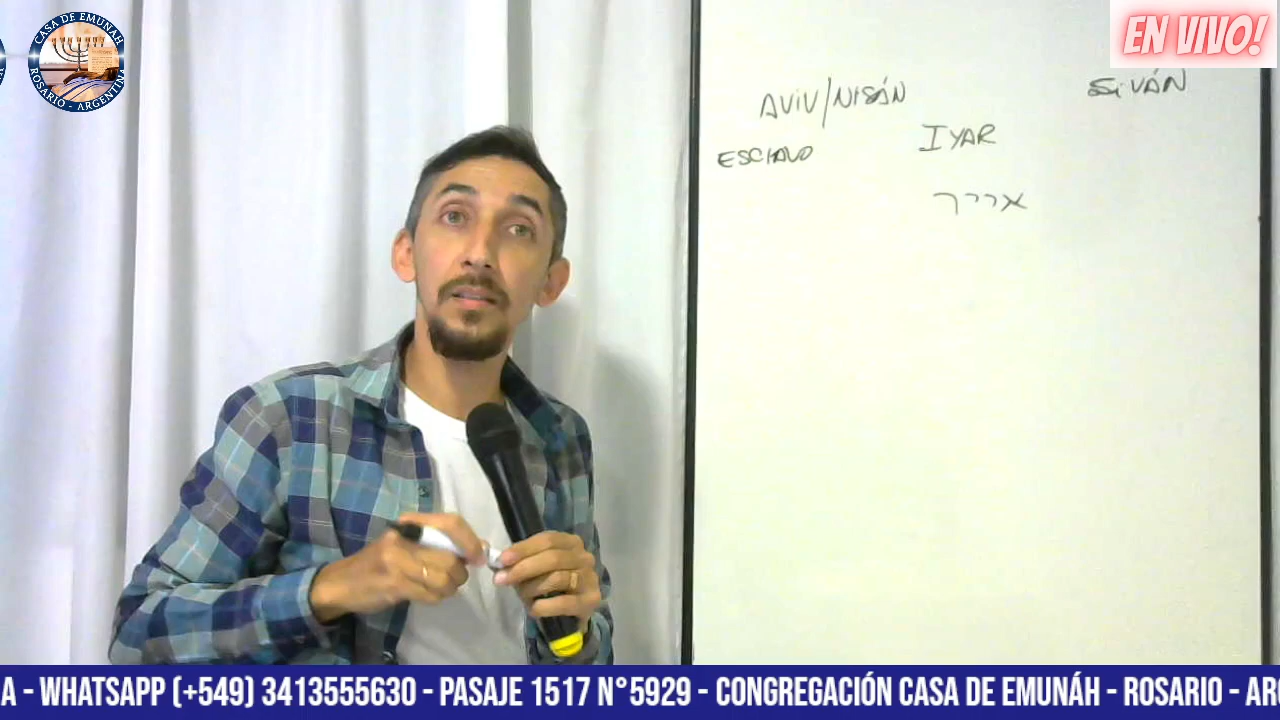 CASA DE EMUNAH
ROSARIO - ARGENTINA
EN VIVO!
AVIV/NISÁN
SIVÁN
IYAR
ESCLAVO
אייר
A - WHATSAPP (+549) 3413555630 - PASAJE 1517 N°5929 - CONGREGACIÓN CASA DE EMUNÁH - ROSARIO - AR